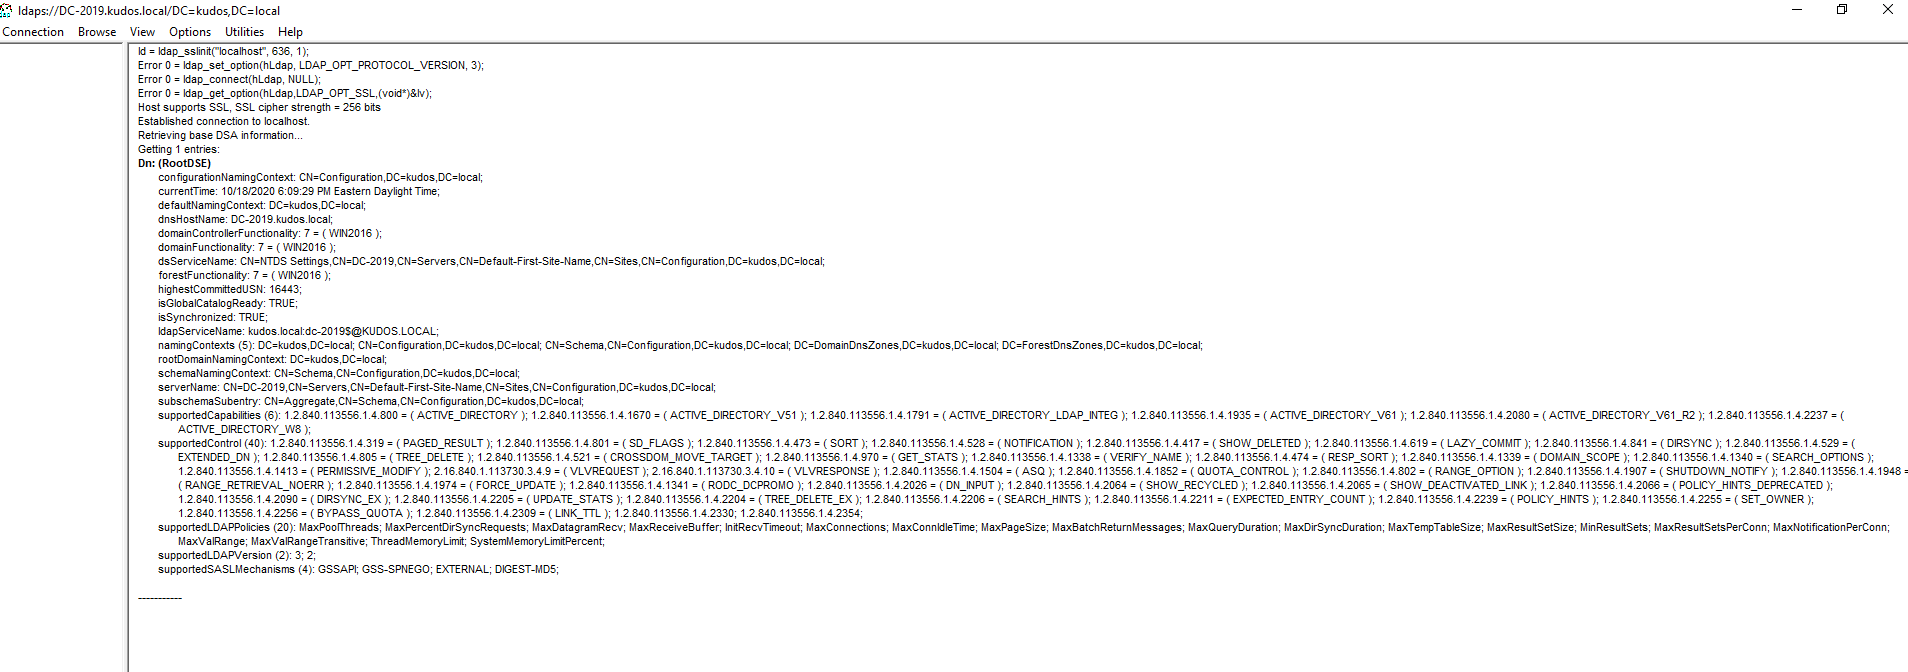 ldaps://DC-2019.kudos.local/DC=kudos,DC=local
Connection Browse View Options Utilities Help
ld = ldap_sslinit("localhost", 636, 1);
Error 0 = ldap_set_option(hLdap, LDAP_OPT_PROTOCOL_VERSION, 3);
Error 0 = ldap_connect(hLdap, NULL);
Error 0 = ldap_get_option(hLdap,LDAP_OPT_SSL,(void*)&lv);
Host supports SSL, SSL cipher strength = 256 bits
Established connection to localhost.
Retrieving base DSA information...
Getting 1 entries:
Dn: (RootDSE)
configurationNamingContext: CN=Configuration,DC=kudos,DC=local;
currentTime: 10/18/2020 6:09:29 PM Eastern Daylight Time;
defaultNamingContext: DC=kudos,DC=local;
dnsHostName: DC-2019.kudos.local;
domainControllerFunctionality: 7 = ( WIN2016 );
domainFunctionality: 7 = ( WIN2016 );
dsServiceName: CN=NTDS Settings,CN=DC-2019,CN=Servers,CN=Default-First-Site-Name,CN=Sites,CN=Configuration,DC=kudos,DC=local;
forestFunctionality: 7 = ( WIN2016 );
highestCommittedUSN: 16443;
isGlobalCatalogReady: TRUE;
isSynchronized: TRUE;
ldapServiceName: kudos.local:dc-2019$@KUDOS.LOCAL;
namingContexts (5): DC=kudos,DC=local; CN=Configuration,DC=kudos,DC=local; CN=Schema,CN=Configuration,DC=kudos,DC=local; DC=DomainDnsZones,DC=kudos,DC=local; DC=ForestDnsZones,DC=kudos,DC=local;
rootDomainNamingContext: DC=kudos,DC=local;
schemaNamingContext: CN=Schema,CN=Configuration,DC=kudos,DC=local;
serverName: CN=DC-2019,CN=Servers,CN=Default-First-Site-Name,CN=Sites,CN=Configuration,DC=kudos,DC=local;
subschemaSubentry: CN=Aggregate,CN=Schema,CN=Configuration,DC=kudos,DC=local;
supportedCapabilities (6): 1.2.840.113556.1.4.800 = ( ACTIVE_DIRECTORY ); 1.2.840.113556.1.4.1670 = ( ACTIVE_DIRECTORY_V51 ); 1.2.840.113556.1.4.1791 = ( ACTIVE_DIRECTORY_LDAP_INTEG ); 1.2.840.113556.1.4.1935 = ( ACTIVE_DIRECTORY_V61 ); 1.2.840.113556.1.4.2080 = ( ACTIVE_DIRECTORY_V61_R2 ); 1.2.840.113556.1.4.2237 = (
ACTIVE_DIRECTORY_W8 );
supportedControl (40): 1.2.840.113556.1.4.319 = ( PAGED_RESULT ); 1.2.840.113556.1.4.801 = ( SD_FLAGS ); 1.2.840.113556.1.4.473 = ( SORT ); 1.2.840.113556.1.4.528 = ( NOTIFICATION ); 1.2.840.113556.1.4.417 = ( SHOW_DELETED ); 1.2.840.113556.1.4.619 = ( LAZY_COMMIT ); 1.2.840.113556.1.4.841 = ( DIRSYNC ); 1.2.840.113556.1.4.529 = (
EXTENDED_DN ); 1.2.840.113556.1.4.805 = ( TREE_DELETE ); 1.2.840.113556.1.4.521 = ( CROSSDOM_MOVE_TARGET ); 1.2.840.113556.1.4.970 = ( GET_STATS ); 1.2.840.113556.1.4.1338 = ( VERIFY_NAME ); 1.2.840.113556.1.4.474 = ( RESP_SORT ); 1.2.840.113556.1.4.1339 = ( DOMAIN_SCOPE ); 1.2.840.113556.1.4.1340 = ( SEARCH_OPTIONS );
1.2.840.113556.1.4.1413 = ( PERMISSIVE_MODIFY ); 2.16.840.1.113730.3.4.9 = ( VLVREQUEST ); 2.16.840.1.113730.3.4.10 = ( VLVRESPONSE ); 1.2.840.113556.1.4.1504 = ( ASQ ); 1.2.840.113556.1.4.1852 = ( QUOTA_CONTROL ); 1.2.840.113556.1.4.802 = ( RANGE_OPTION ); 1.2.840.113556.1.4.1907 = ( SHUTDOWN_NOTIFY ); 1.2.840.113556.1.4.1948 =
( RANGE_RETRIEVAL_NOERR ); 1.2.840.113556.1.4.1974 = ( FORCE_UPDATE ); 1.2.840.113556.1.4.1341 = ( RODC_DCPROMO ); 1.2.840.113556.1.4.2026 = ( DN_INPUT ); 1.2.840.113556.1.4.2064 = ( SHOW_RECYCLED ); 1.2.840.113556.1.4.2065 = ( SHOW_DEACTIVATED_LINK ); 1.2.840.113556.1.4.2066 = ( POLICY_HINTS_DEPRECATED );
1.2.840.113556.1.4.2090 = ( DIRSYNC_EX ); 1.2.840.113556.1.4.2205 = ( UPDATE_STATS ); 1.2.840.113556.1.4.2204 = ( TREE_DELETE_EX ); 1.2.840.113556.1.4.2206 = ( SEARCH_HINTS ); 1.2.840.113556.1.4.2211 = ( EXPECTED_ENTRY_COUNT ); 1.2.840.113556.1.4.2239 = ( POLICY_HINTS ); 1.2.840.113556.1.4.2255 = ( SET_OWNER );
1.2.840.113556.1.4.2256 = ( BYPASS_QUOTA ); 1.2.840.113556.1.4.2309 = ( LINK_TTL ); 1.2.840.113556.1.4.2330; 1.2.840.113556.1.4.2354;
supportedLDAPPolicies (20): MaxPoolThreads; MaxPercentDirSyncRequests; MaxDatagramRecv; MaxReceiveBuffer; InitRecvTimeout; MaxConnections; MaxConnIdleTime; MaxPageSize; MaxBatchReturnMessages; MaxQueryDuration; MaxDirSyncDuration; MaxTempTableSize; MaxResultSetSize; MinResultSets; MaxResultSetsPerConn; MaxNotificationPerConn;
MaxValRange; MaxValRangeTransitive; ThreadMemoryLimit; SystemMemoryLimitPercent;
supportedLDAPVersion (2): 3; 2;
supportedSASLMechanisms (4): GSSAPI; GSS-SPNEGO; EXTERNAL; DIGEST-MD5;
-----------